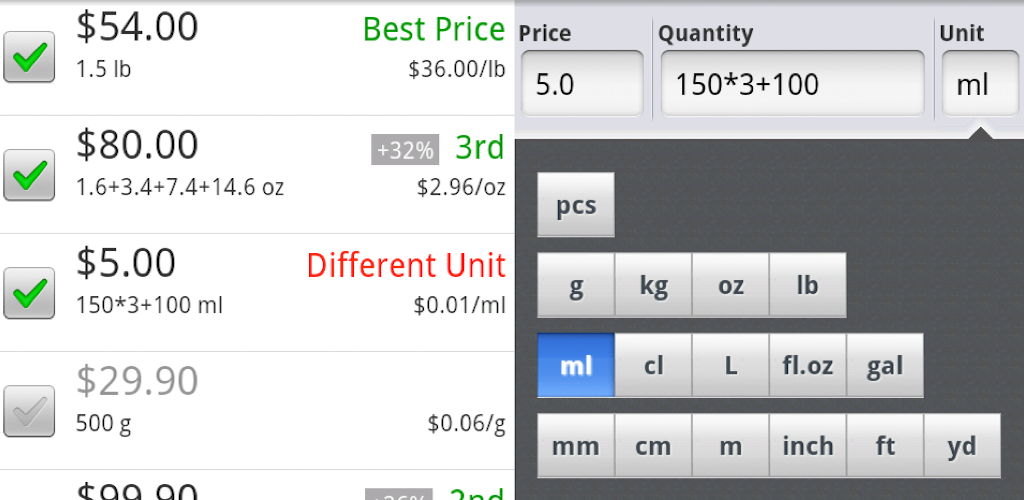 $54.00
Best Price
1.5 lb
$36.00/lb
$80.00
+32%
3rd
1.6+3.4+7.4+14.6 oz
$2.96/oz
$5.00
Different Unit
150*3+100 ml
$0.01/ml
$29.90
500 g
$0.06/g
$99.90
+26%
2nd
Price
Quantity
Unit
5.0
150*3+100
ml
pcs
g kg oz lb
ml cl L fl.oz gal
mm cm m inch ft yd